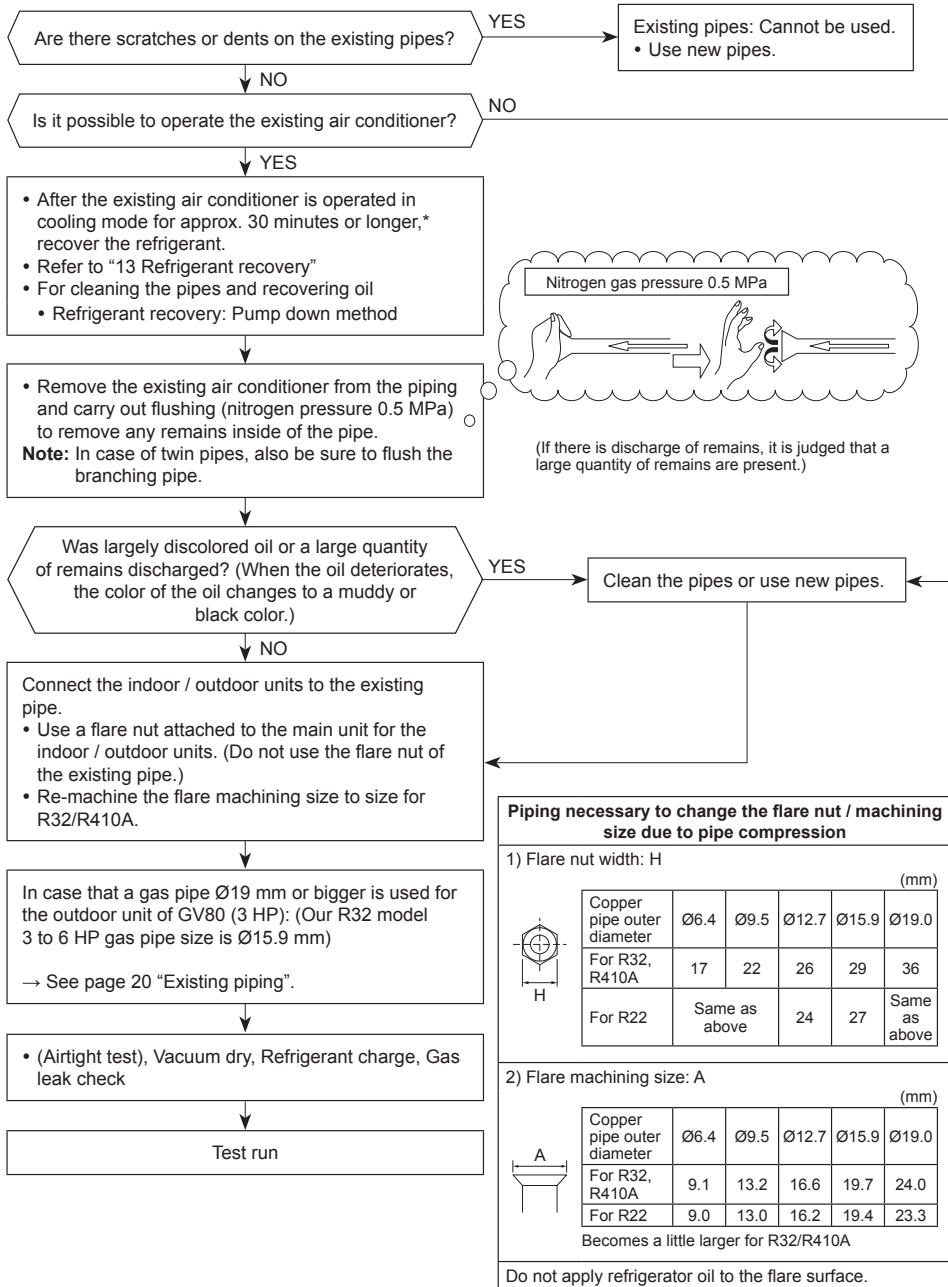 Are there scratches or dents on the existing pipes?
YES
Existing pipes: Cannot be used.
• Use new pipes.
NO
Is it possible to operate the existing air conditioner?
NO
YES
• After the existing air conditioner is operated in
cooling mode for approx. 30 minutes or longer,*
recover the refrigerant.
• Refer to “13 Refrigerant recovery”
• For cleaning the pipes and recovering oil
• Refrigerant recovery: Pump down method
Nitrogen gas pressure 0.5 MPa
• Remove the existing air conditioner from the piping
and carry out flushing (nitrogen pressure 0.5 MPa)
to remove any remains inside of the pipe.
Note: In case of twin pipes, also be sure to flush the
branching pipe.
(If there is discharge of remains, it is judged that a
large quantity of remains are present.)
Was largely discolored oil or a large quantity
of remains discharged? (When the oil deteriorates,
the color of the oil changes to a muddy or
black color.)
YES
Clean the pipes or use new pipes.
NO
Connect the indoor / outdoor units to the existing
pipe.
• Use a flare nut attached to the main unit for the
indoor / outdoor units. (Do not use the flare nut of
the existing pipe.)
• Re-machine the flare machining size to size for
R32/R410A.
In case that a gas pipe Ø19 mm or bigger is used for
the outdoor unit of GV80 (3 HP): (Our R32 model
3 to 6 HP gas pipe size is Ø15.9 mm)
→ See page 20 “Existing piping”.
• (Airtight test), Vacuum dry, Refrigerant charge, Gas
leak check
Test run
Piping necessary to change the flare nut / machining
size due to pipe compression
1) Flare nut width: H
(mm)
H
Copper
pipe outer
diameter
Ø6.4 Ø9.5 Ø12.7 Ø15.9 Ø19.0
For R32,
R410A
17 22 26 29 36
For R22
Same as
above
24 27
Same
as
above
2) Flare machining size: A
(mm)
A
Copper
pipe outer
diameter
Ø6.4 Ø9.5 Ø12.7 Ø15.9 Ø19.0
For R32,
R410A
9.1 13.2 16.6 19.7 24.0
For R22 9.0 13.0 16.2 19.4 23.3
Becomes a little larger for R32/R410A
Do not apply refrigerator oil to the flare surface.